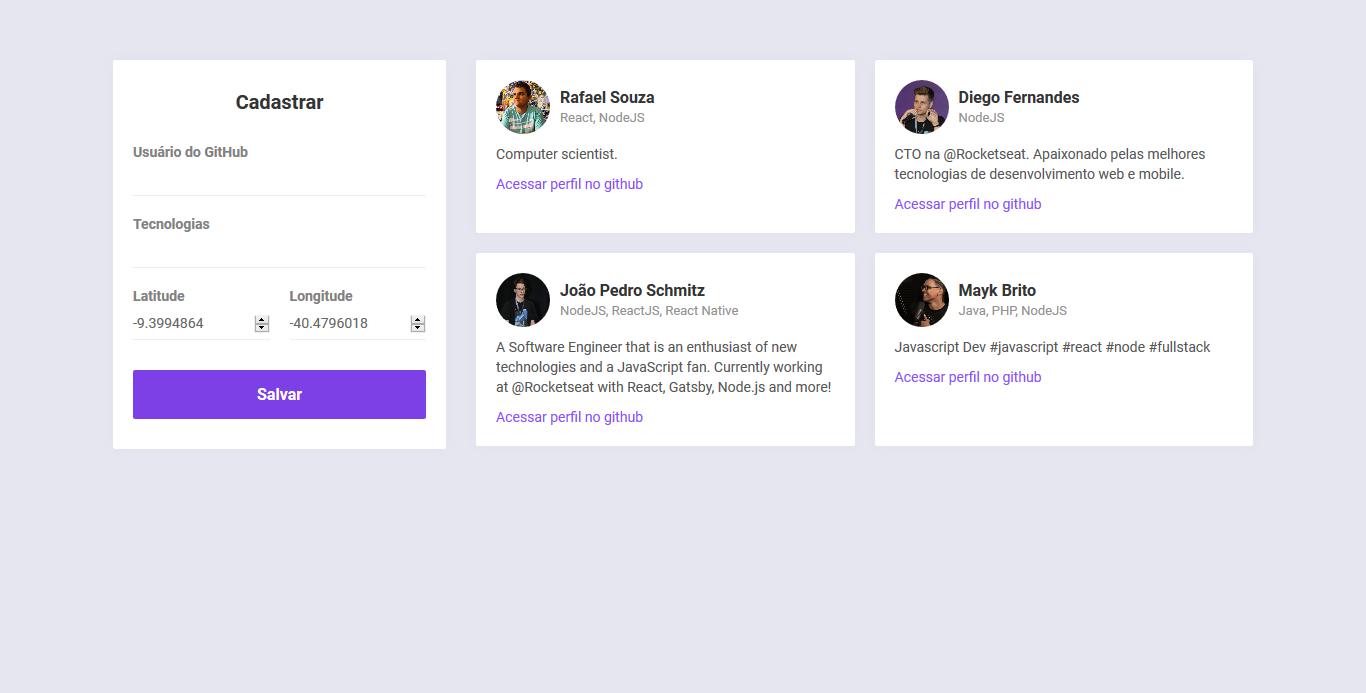 Cadastrar
Usuário do GitHub
Tecnologias
Latitude
Longitude
-9.3994864
-40.4796018
Salvar
Rafael Souza
React, NodeJS
Computer scientist.
Acessar perfil no github
Diego Fernandes
NodeJS
CTO na @Rocketseat. Apaixonado pelas melhores
tecnologias de desenvolvimento web e mobile.
Acessar perfil no github
João Pedro Schmitz
NodeJS, ReactJS, React Native
A Software Engineer that is an enthusiast of new
technologies and a JavaScript fan. Currently working
at @Rocketseat with React, Gatsby, Node.js and more!
Acessar perfil no github
Mayk Brito
Java, PHP, NodeJS
Javascript Dev #javascript #react #node #fullstack
Acessar perfil no github